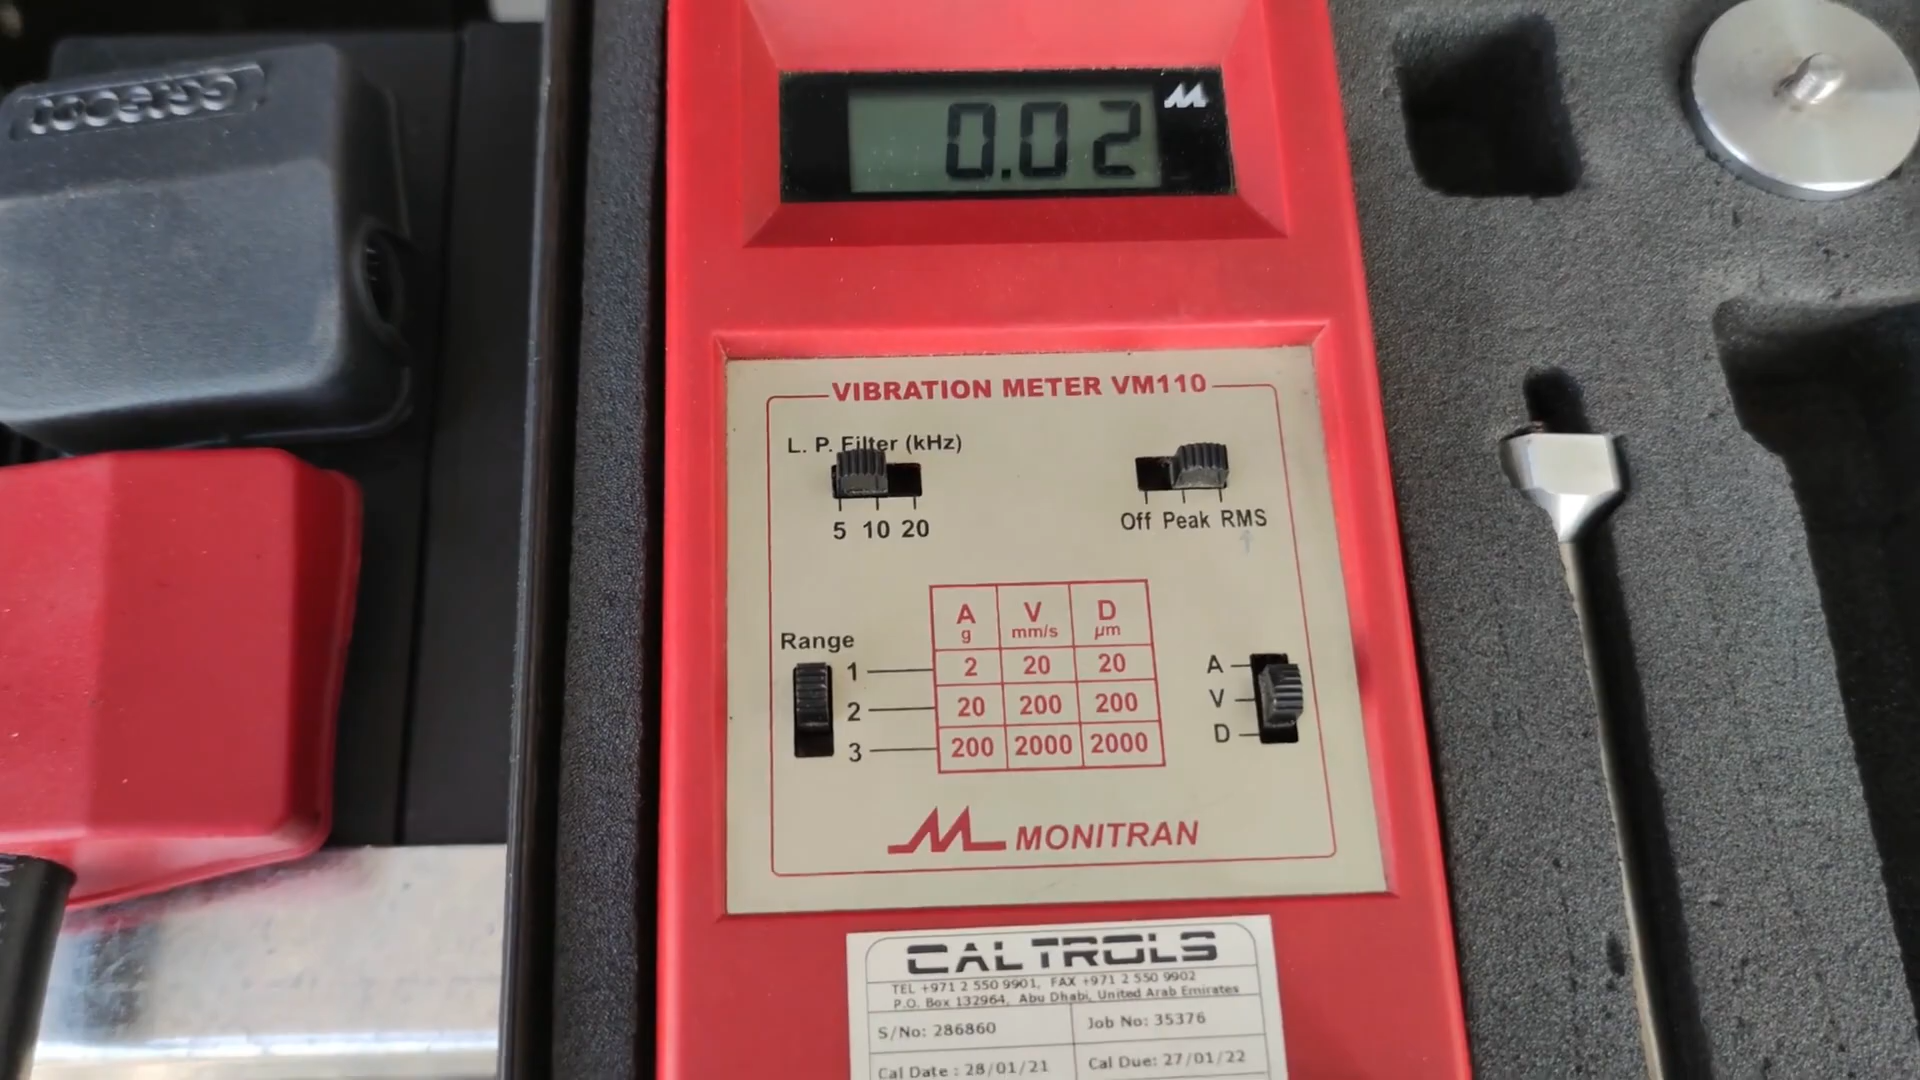 0.02
VIBRATION METER VM110
L. P. Filter (kHz)
5 10 20
Off Peak RMS
Range
1
2
3
A V D
g mm/s µm
2 20 20
20 200 200
200 2000 2000
A
V
D
MONITRAN
CALTROLS
TEL +971 2 550 9901, FAX +971 2 550 9902
P.O. Box 132964, Abu Dhabi, United Arab Emirates
S/No: 286860 Job No: 35376
Cal Date : 28/01/21 Cal Due: 27/01/22